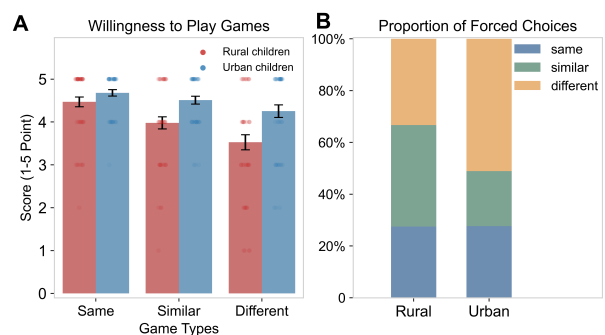 A
Willingness to Play Games
Rural children
Urban children
Score (1-5 Point)
5
4
3
2
1
0
Same
Similar
Different
Game Types
B
Proportion of Forced Choices
same
similar
different
100%
80%
60%
40%
20%
0
Rural
Urban